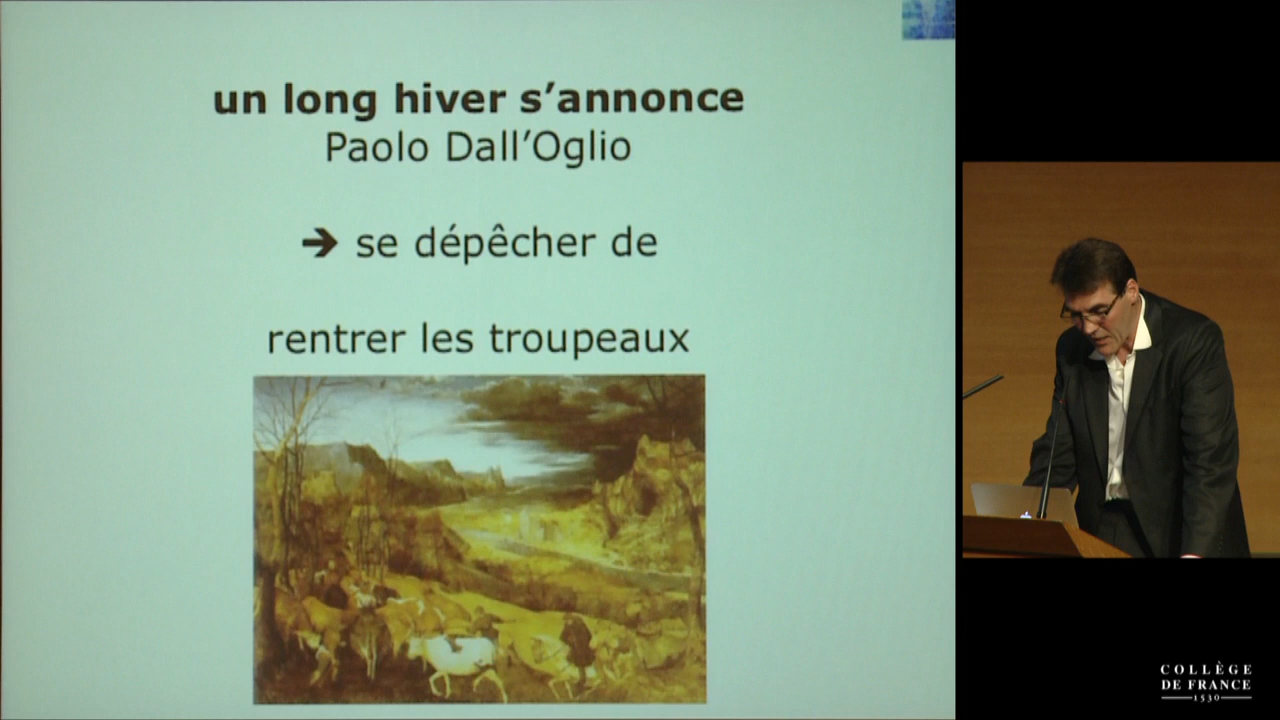 un long hiver s’annonce
Paolo Dall’Oglio
➔ se dépêcher de
rentrer les troupeaux
COLLÈGE
DE FRANCE
1530